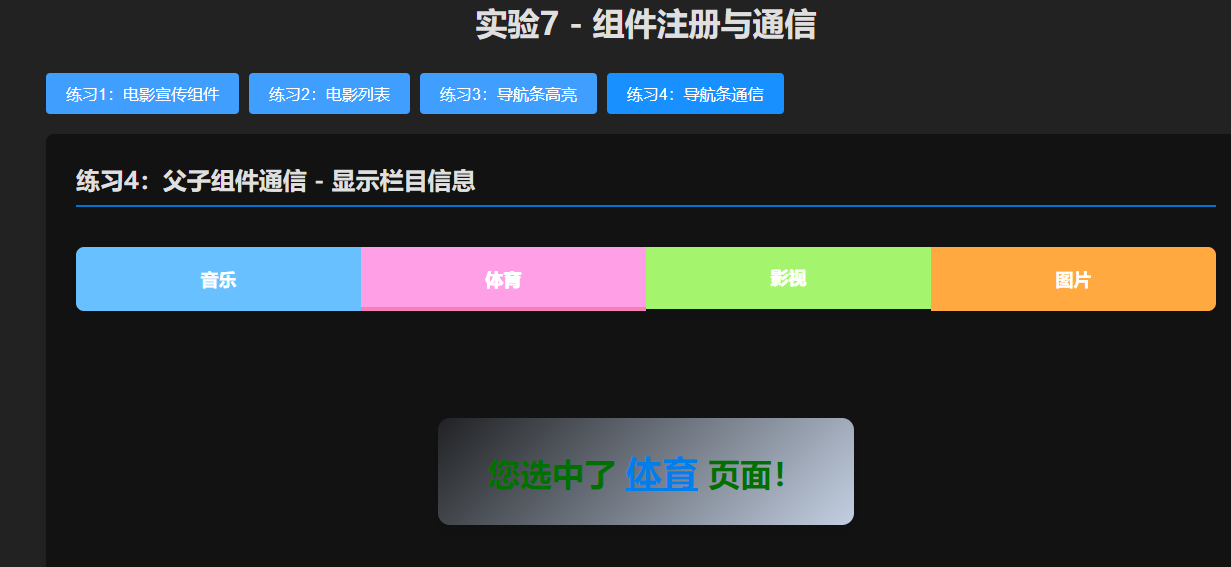 实验7 - 组件注册与通信
练习1：电影宣传组件
练习2：电影列表
练习3：导航条高亮
练习4：导航条通信
练习4：父子组件通信 - 显示栏目信息
音乐
体育
影视
图片
您选中了 体育 页面！